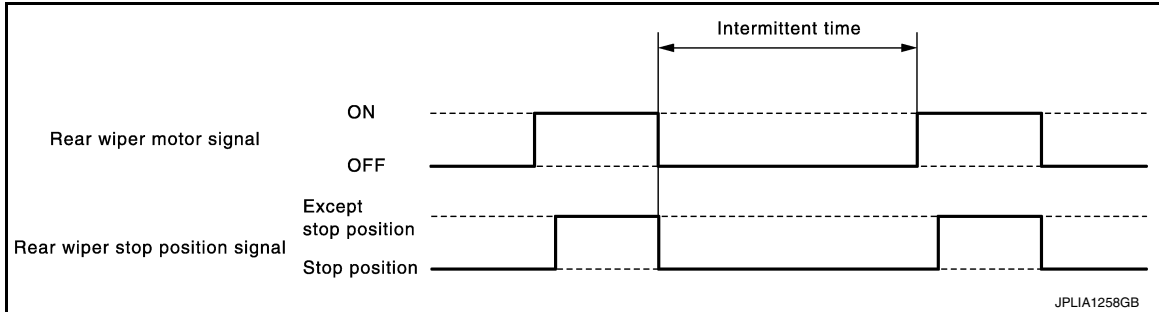 Intermittent time
ON
Rear wiper motor signal
OFF
Except
stop position
Rear wiper stop position signal
Stop position
JPLIA1258GB